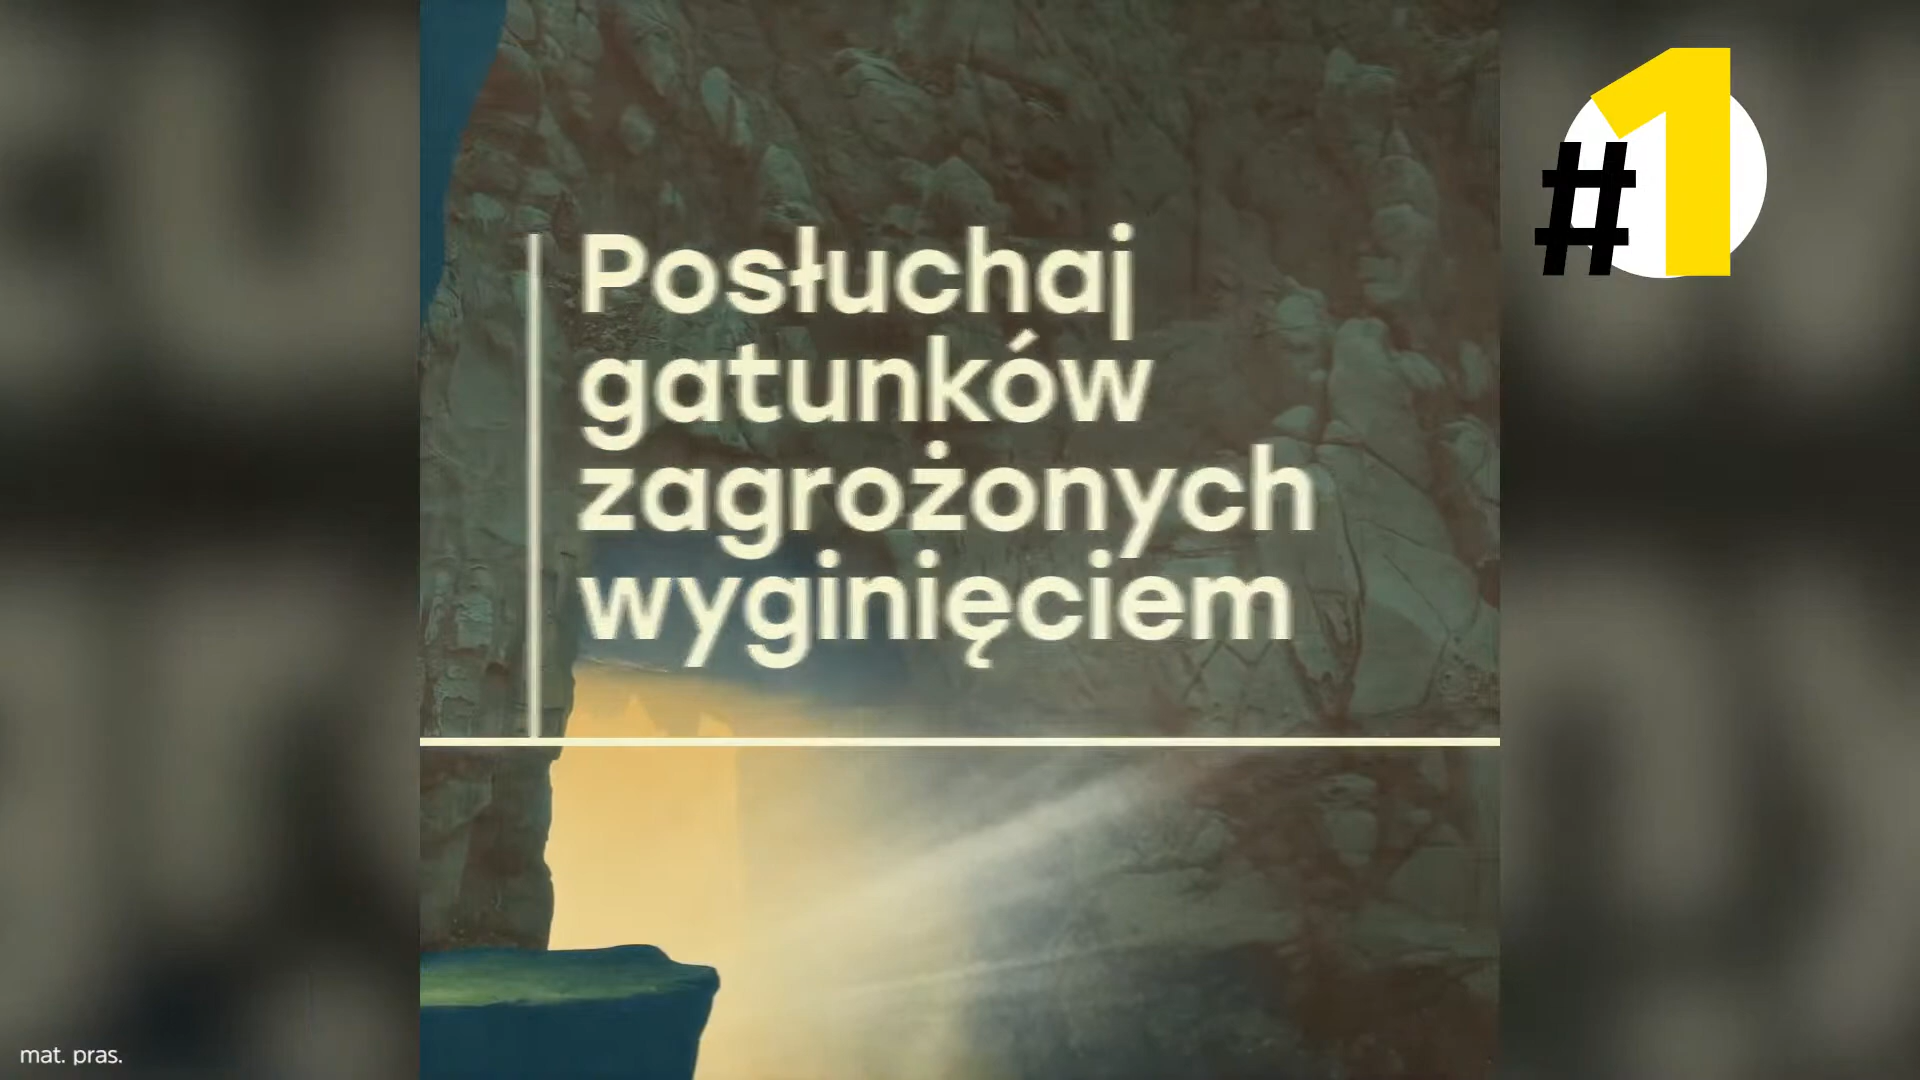 Posłuchaj
gatunków
zagrożonych
wyginięciem
#1
mat. pras.